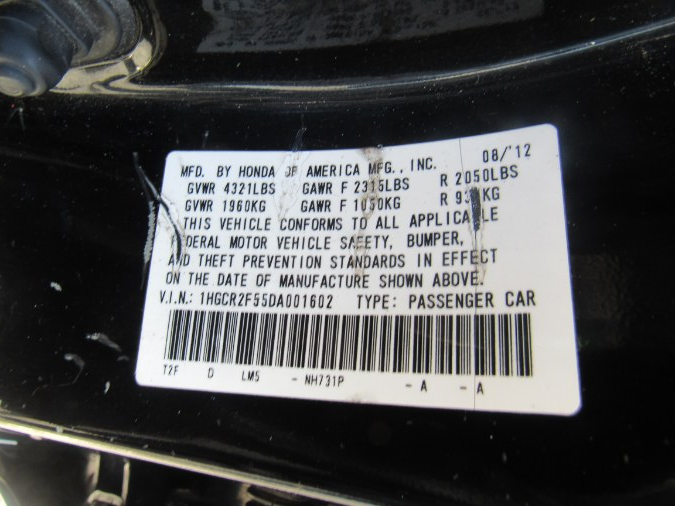 MFD. BY HONDA OF AMERICA MFG., INC. 08/'12
GVWR 4321LBS GAWR F 2315LBS R 2050LBS
GVWR 1960KG GAWR F 1050KG R KG
THIS VEHICLE CONFORMS TO ALL APPLICABLE
FEDERAL MOTOR VEHICLE SAFETY, BUMPER,
AND THEFT PREVENTION STANDARDS IN EFFECT
ON THE DATE OF MANUFACTURE SHOWN ABOVE.
V.I.N.: 1HGCR2F55DA001602 TYPE: PASSENGER CAR
T2F D LM5 - NH731P - A - A